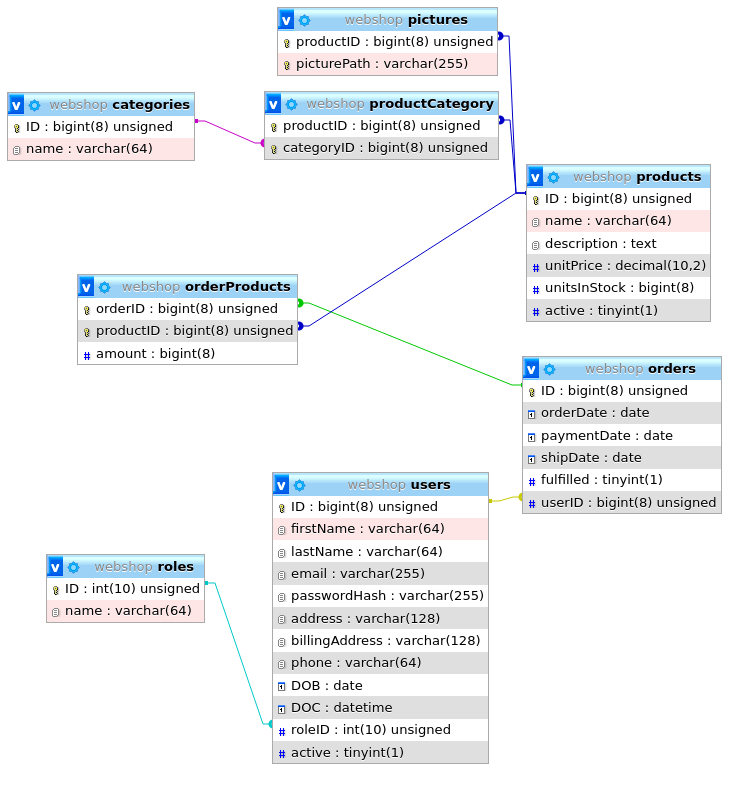 webshop pictures
productID : bigint(8) unsigned
picturePath : varchar(255)
webshop categories
ID : bigint(8) unsigned
name : varchar(64)
webshop productCategory
productID : bigint(8) unsigned
categoryID : bigint(8) unsigned
webshop products
ID : bigint(8) unsigned
name : varchar(64)
description : text
unitPrice : decimal(10,2)
unitsInStock : bigint(8)
active : tinyint(1)
webshop orderProducts
orderID : bigint(8) unsigned
productID : bigint(8) unsigned
amount : bigint(8)
webshop orders
ID : bigint(8) unsigned
orderDate : date
paymentDate : date
shipDate : date
fulfilled : tinyint(1)
userID : bigint(8) unsigned
webshop users
ID : bigint(8) unsigned
firstName : varchar(64)
lastName : varchar(64)
email : varchar(255)
passwordHash : varchar(255)
address : varchar(128)
billingAddress : varchar(128)
phone : varchar(64)
DOB : date
DOC : datetime
roleID : int(10) unsigned
active : tinyint(1)
webshop roles
ID : int(10) unsigned
name : varchar(64)